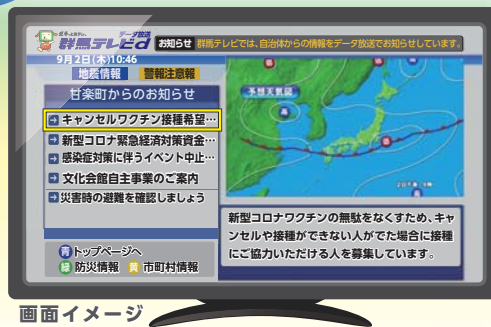 データ放送
群馬テレビd
お知らせ 群馬テレビでは、自治体からの情報をデータ放送でお知らせしています。
9月2日(木)10:46
地震情報 警報注意報
甘楽町からのお知らせ
キャンセルワクチン接種希望…
新型コロナ緊急経済対策資金…
感染症対策に伴うイベント中止…
文化会館自主事業のご案内
災害時の避難を確認しましょう
青 トップページへ
緑 防災情報 黄 市町村情報
予想天気図
高
新型コロナワクチンの無駄をなくすため、キャ
ンセルや接種ができない人がでた場合に接種
にご協力いただける人を募集しています。
画面イメージ